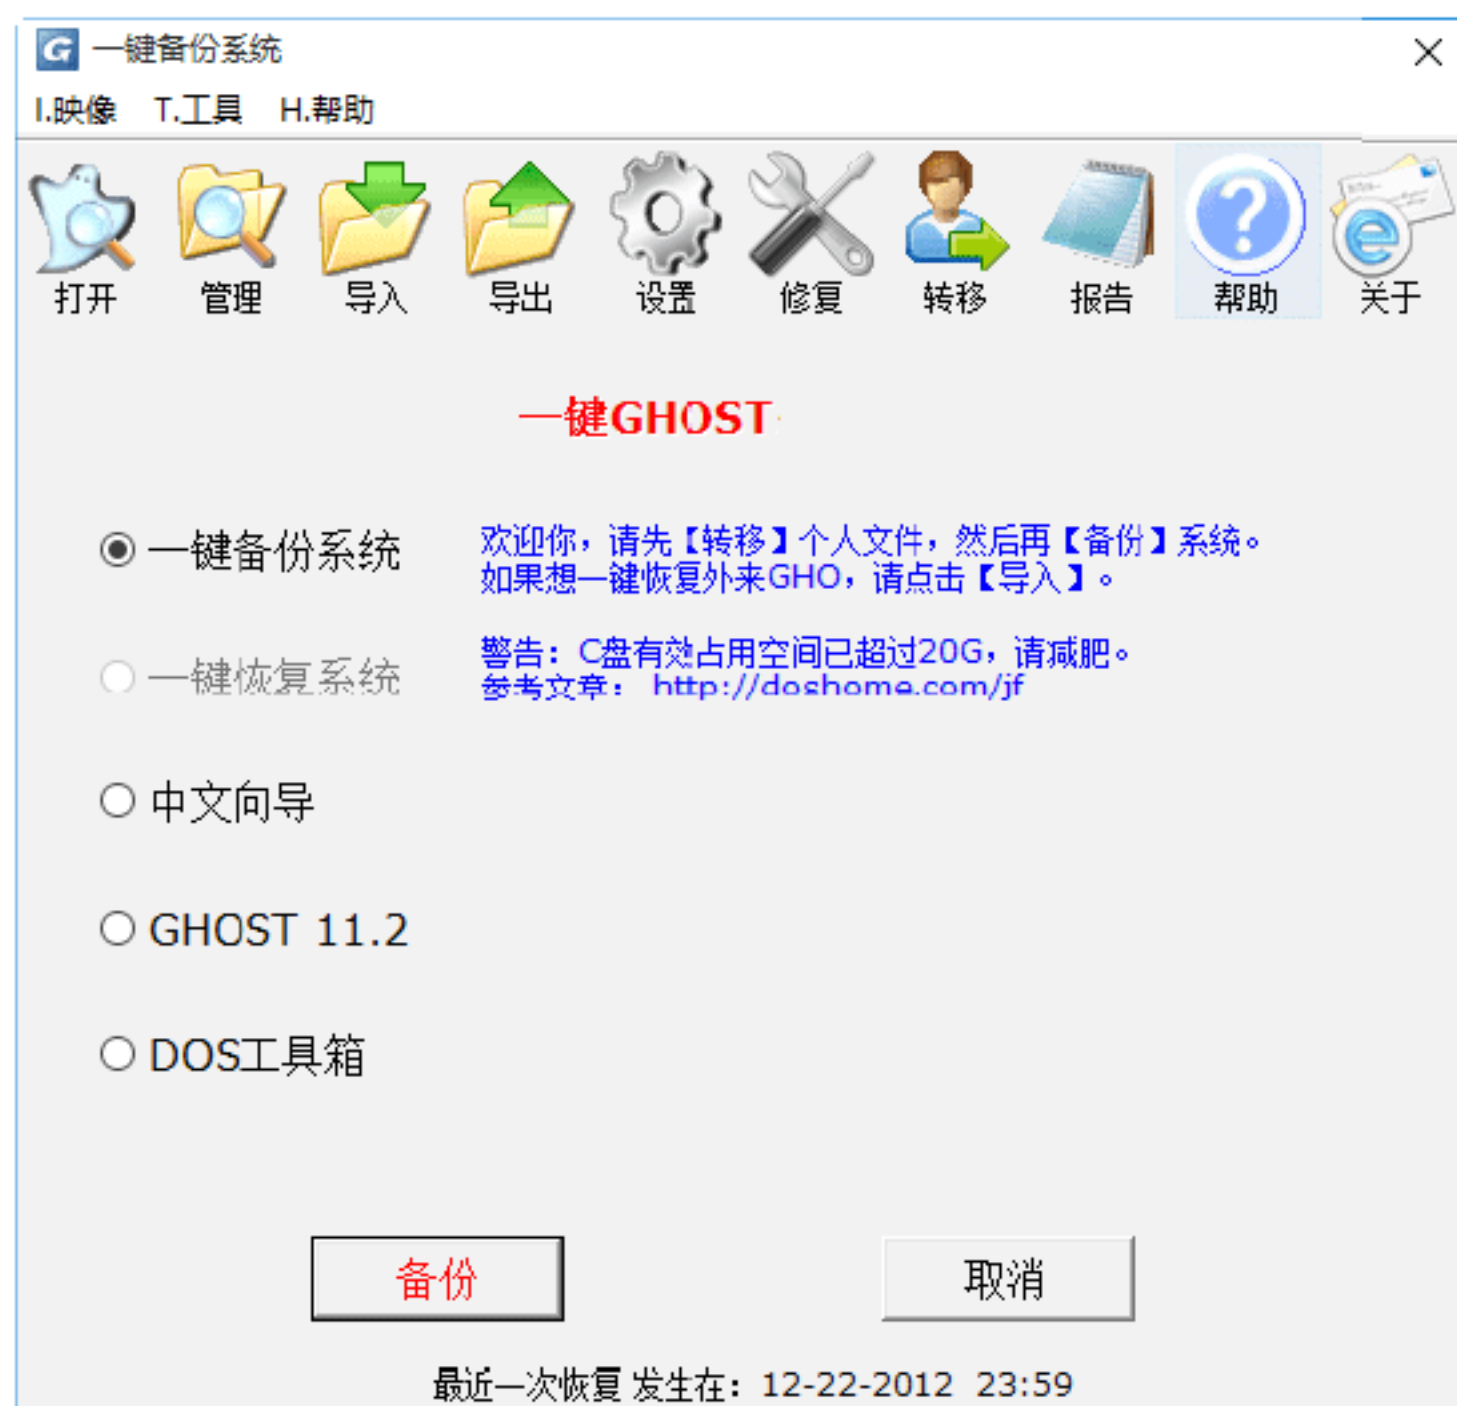 一键备份系统
I.映像 T.工具 H.帮助
打开 管理 导入 导出 设置 修复 转移 报告 帮助 关于
一键GHOST
一键备份系统
欢迎你，请先【转移】个人文件，然后再【备份】系统。
如果想一键恢复外来GHO，请点击【导入】。
一键恢复系统
警告：C盘有效占用空间已超过20G，请减肥。
参考文章： http://doshome.com/jf
中文向导
GHOST 11.2
DOS工具箱
备份 取消
最近一次恢复 发生在：12-22-2012 23:59